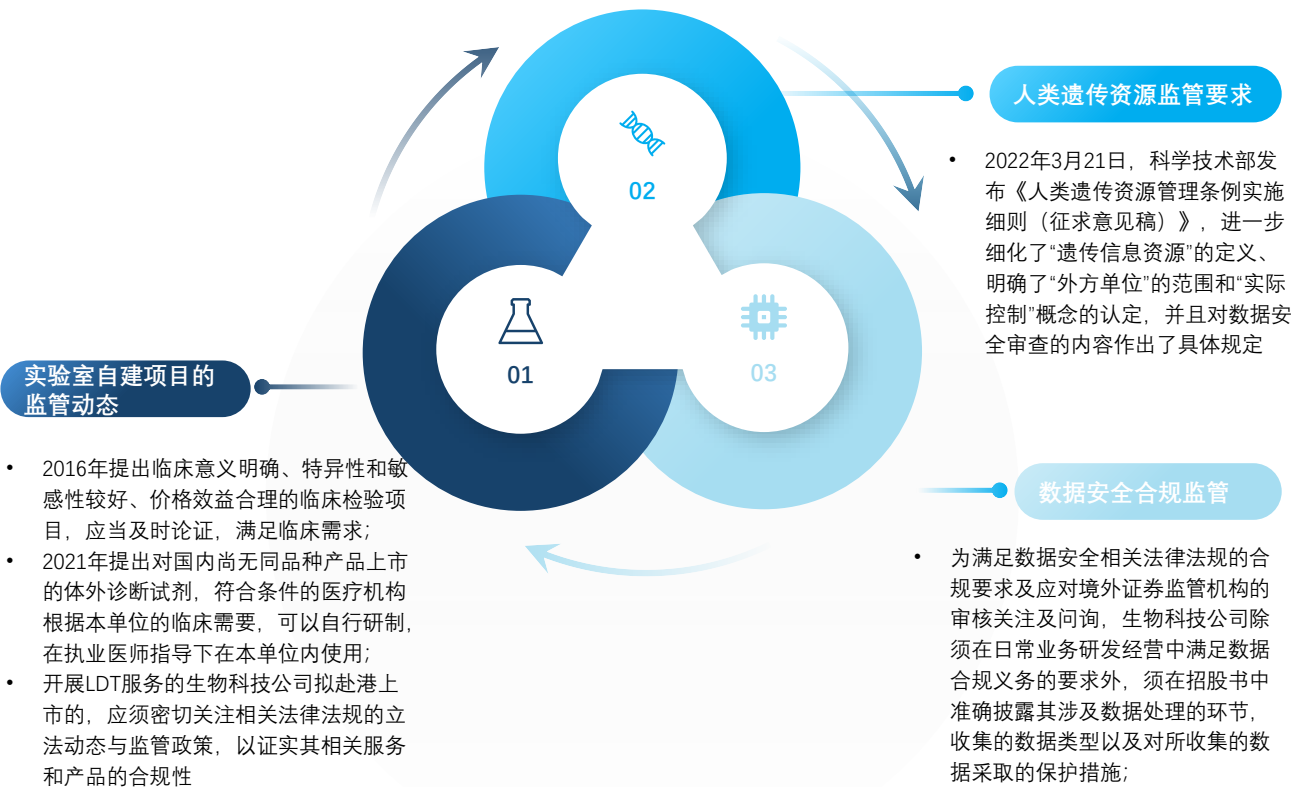 02
01
03
人类遗传资源监管要求
• 2022年3月21日，科学技术部发
布《人类遗传资源管理条例实施
细则（征求意见稿）》，进一步
细化了“遗传信息资源”的定义、
明确了“外方单位”的范围和“实际
控制”概念的认定，并且对数据安
全审查的内容作出了具体规定
实验室自建项目的
监管动态
• 2016年提出临床意义明确、特异性和敏
感性较好、价格效益合理的临床检验项
目，应当及时论证，满足临床需求；
• 2021年提出对国内尚无同品种产品上市
的体外诊断试剂，符合条件的医疗机构
根据本单位的临床需要，可以自行研制，
在执业医师指导下在本单位内使用；
• 开展LDT服务的生物科技公司拟赴港上
市的，应须密切关注相关法律法规的立
法动态与监管政策，以证实其相关服务
和产品的合规性
数据安全合规监管
• 为满足数据安全相关法律法规的合
规要求及应对境外证券监管机构的
审核关注及问询，生物科技公司除
须在日常业务研发经营中满足数据
合规义务的要求外，须在招股书中
准确披露其涉及数据处理的环节，
收集的数据类型以及对所收集的数
据采取的保护措施；